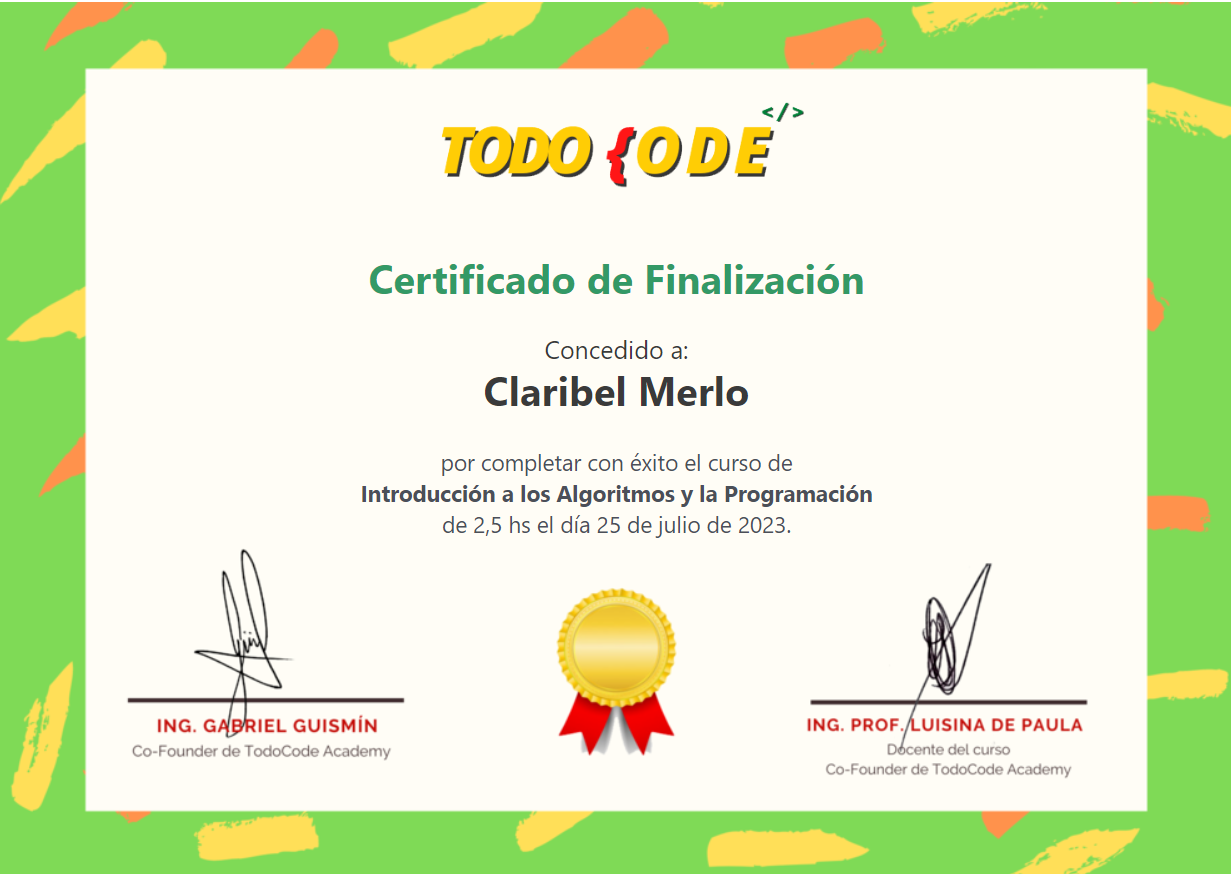 </>
TODO {ODE
Certificado de Finalización
Concedido a:
Claribel Merlo
por completar con éxito el curso de
Introducción a los Algoritmos y la Programación
de 2,5 hs el día 25 de julio de 2023.
ING. GABRIEL GUISMÍN
Co-Founder de TodoCode Academy
ING. PROF. LUISINA DE PAULA
Docente del curso
Co-Founder de TodoCode Academy